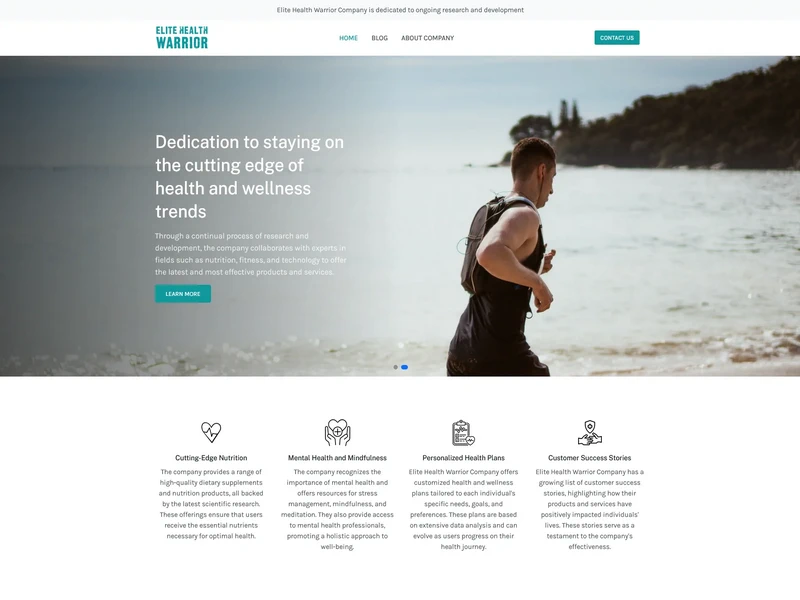 Elite Health Warrior Company is dedicated to ongoing research and development
ELITE HEALTH
WARRIOR
HOME BLOG ABOUT COMPANY
CONTACT US
Dedication to staying on
the cutting edge of
health and wellness
trends
Through a continual process of research and
development, the company collaborates with experts in
fields such as nutrition, fitness, and technology to offer
the latest and most effective products and services.
LEARN MORE
Cutting-Edge Nutrition
The company provides a range of
high-quality dietary supplements
and nutrition products, all backed
by the latest scientific research.
These offerings ensure that users
receive the essential nutrients
necessary for optimal health.
Mental Health and Mindfulness
The company recognizes the
importance of mental health and
offers resources for stress
management, mindfulness, and
meditation. They also provide access
to mental health professionals,
promoting a holistic approach to
well-being.
Personalized Health Plans
Elite Health Warrior Company offers
customized health and wellness
plans tailored to each individual's
specific needs, goals, and
preferences. These plans are based
on extensive data analysis and can
evolve as users progress on their
health journey.
Customer Success Stories
Elite Health Warrior Company has a
growing list of customer success
stories, highlighting how their
products and services have
positively impacted individuals'
lives. These stories serve as a
testament to the company's
effectiveness.